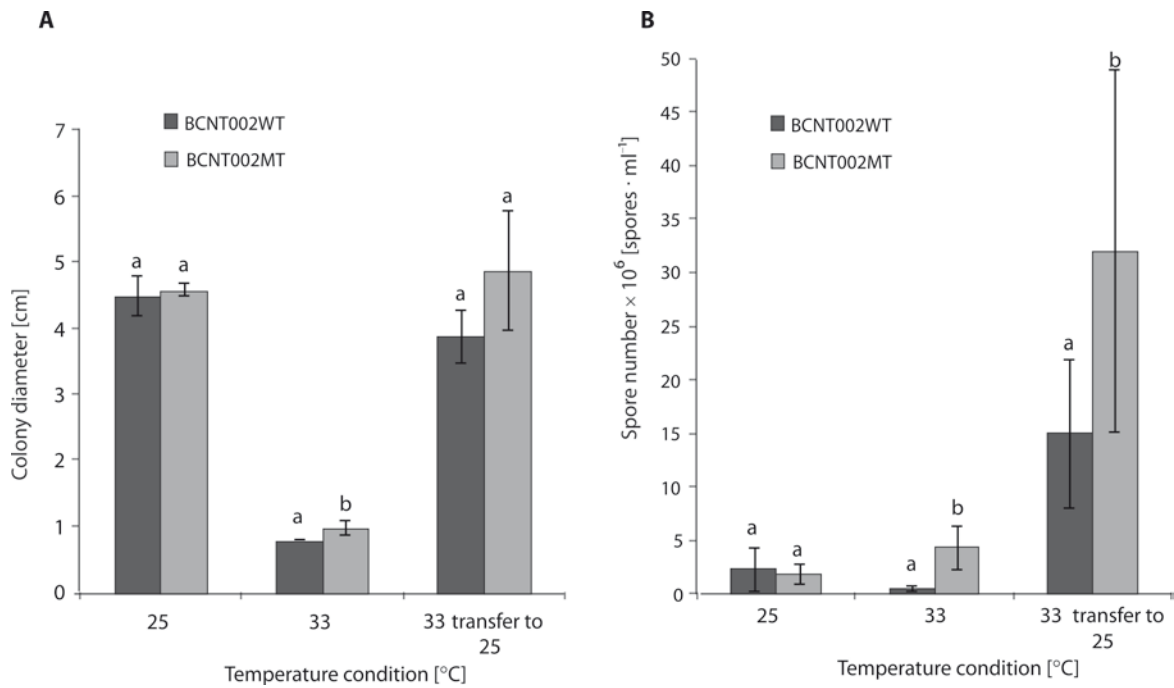 A
BCNT002WT
BCNT002MT
Colony diameter [cm]
7
6
5
4
3
2
1
0
a
a
a
b
a
a
25
33
33 transfer to
25
Temperature condition [°C]
B
BCNT002WT
BCNT002MT
Spore number × 10⁶ [spores · ml⁻¹]
50
45
40
35
30
25
20
15
10
5
0
a
a
a
b
a
b
25
33
33 transfer to
25
Temperature condition [°C]